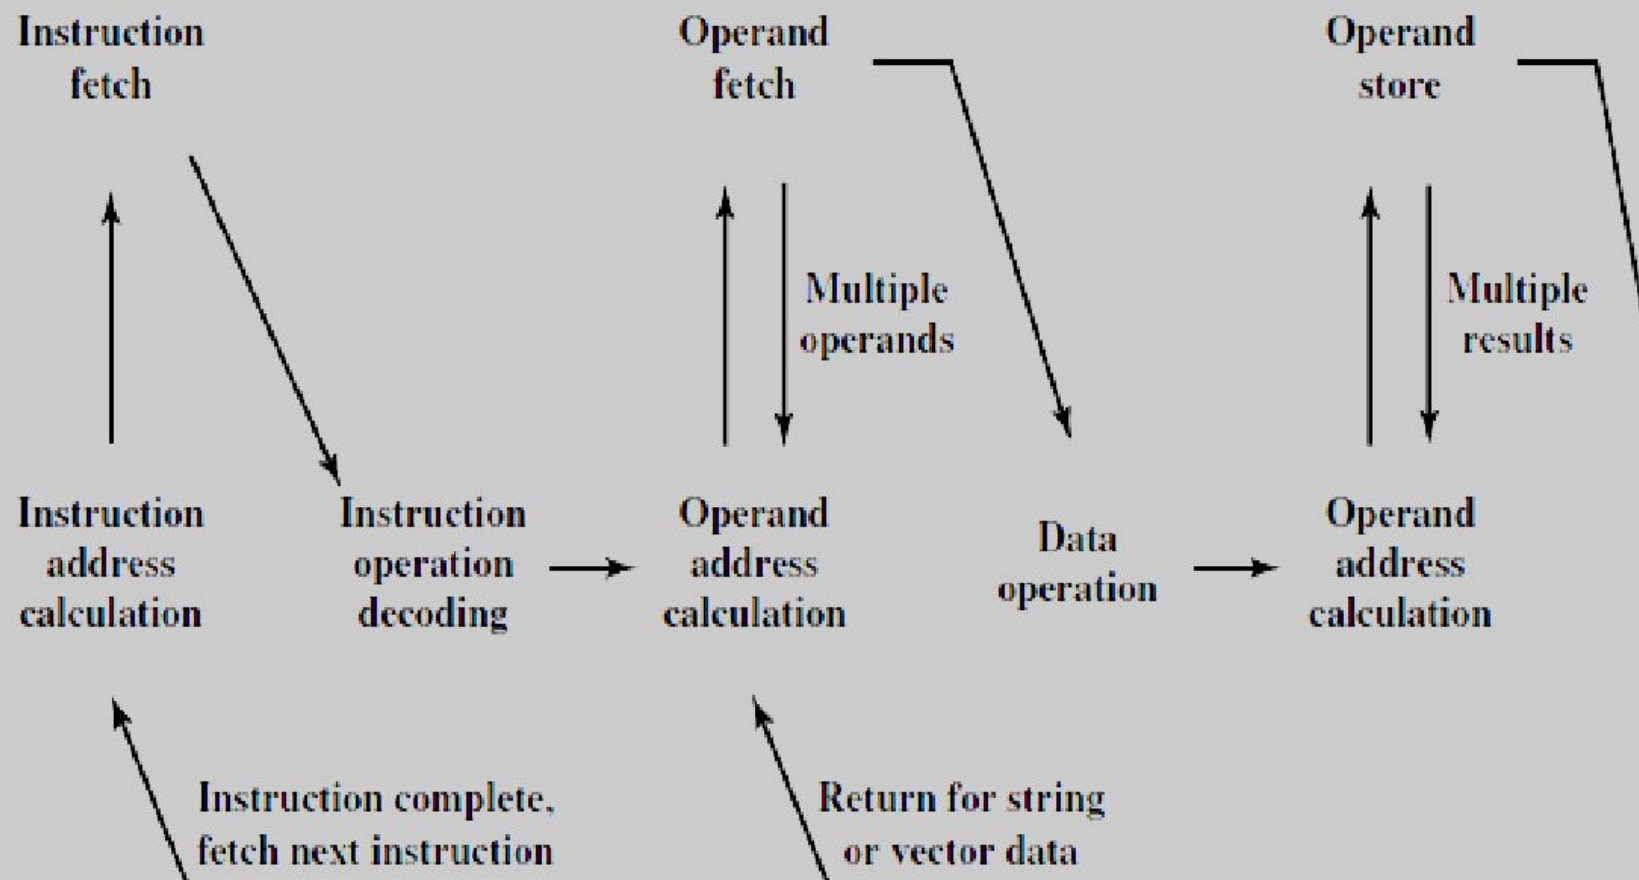 Instruction
fetch
Operand
fetch
Operand
store
Multiple
operands
Multiple
results
Instruction
address
calculation
Instruction
operation
decoding
Operand
address
calculation
Data
operation
Operand
address
calculation
Instruction complete,
fetch next instruction
Return for string
or vector data